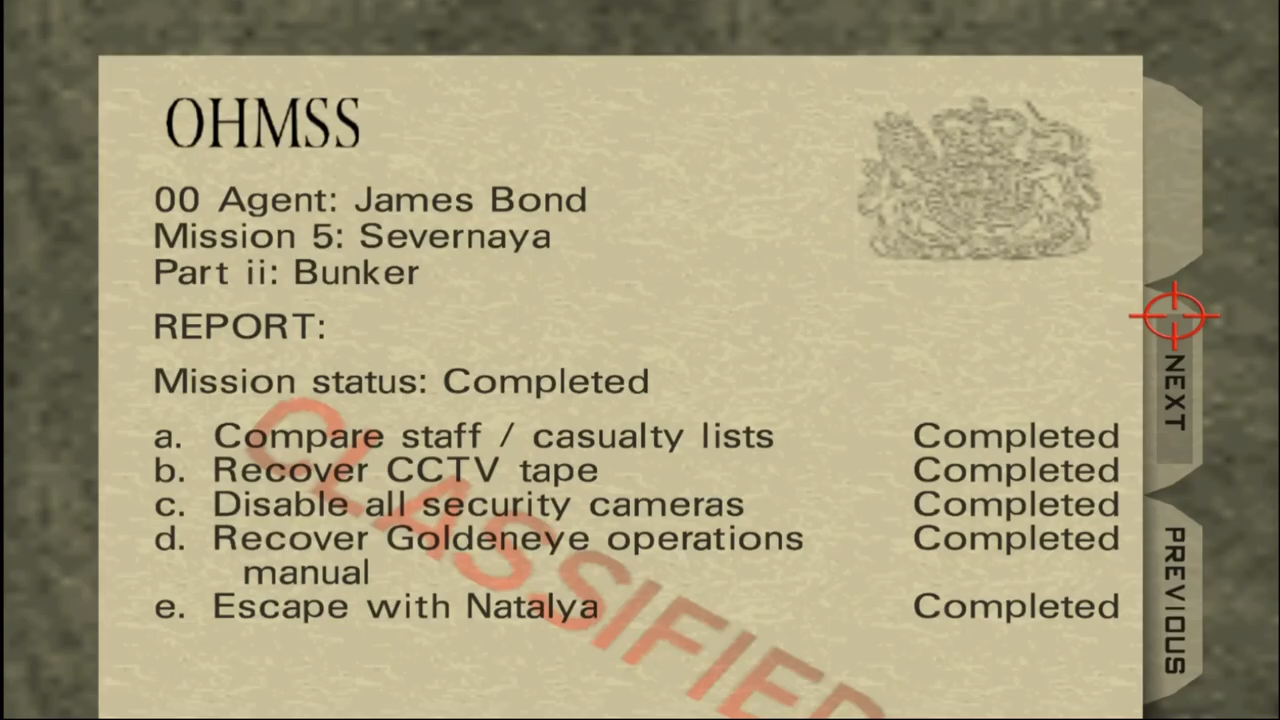 OHMSS
00 Agent: James Bond
Mission 5: Severnaya
Part ii: Bunker
REPORT:
Mission status: Completed
a. Compare staff / casualty lists Completed
b. Recover CCTV tape Completed
c. Disable all security cameras Completed
d. Recover Goldeneye operations Completed
manual
e. Escape with Natalya Completed
CLASSIFIED
NEXT
PREVIOUS